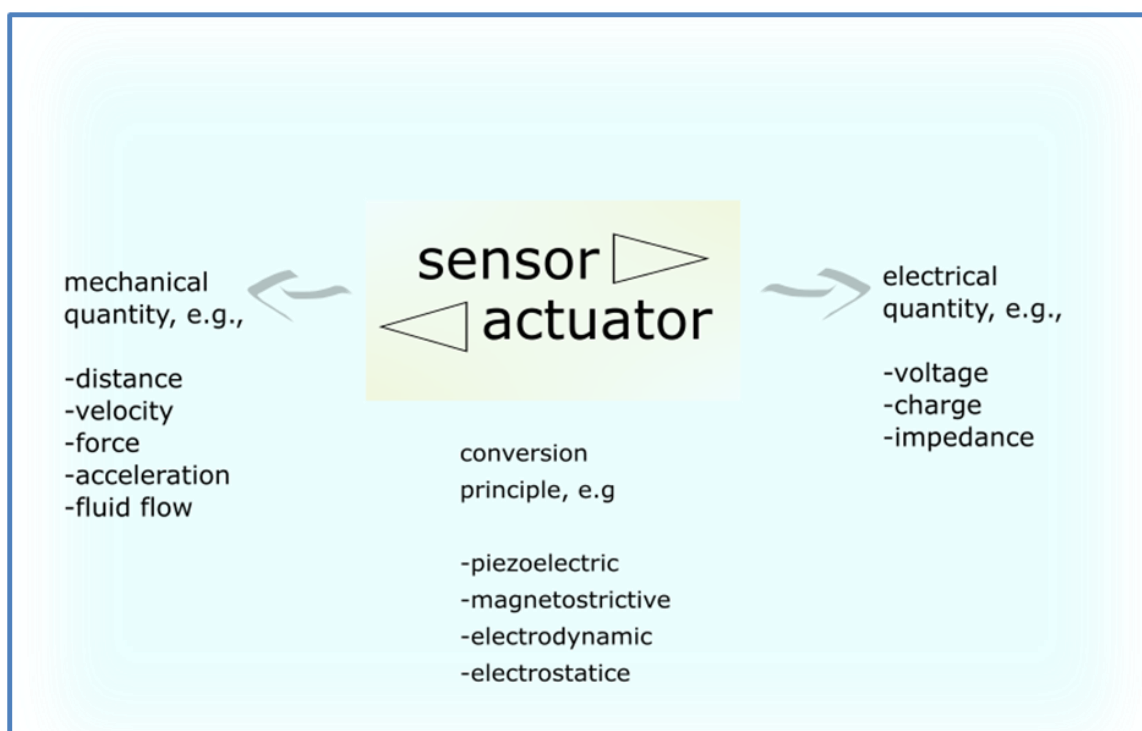 sensor
actuator
mechanical
quantity, e.g.,
-distance
-velocity
-force
-acceleration
-fluid flow
conversion
principle, e.g
-piezoelectric
-magnetostrictive
-electrodynamic
-electrostatice
electrical
quantity, e.g.,
-voltage
-charge
-impedance